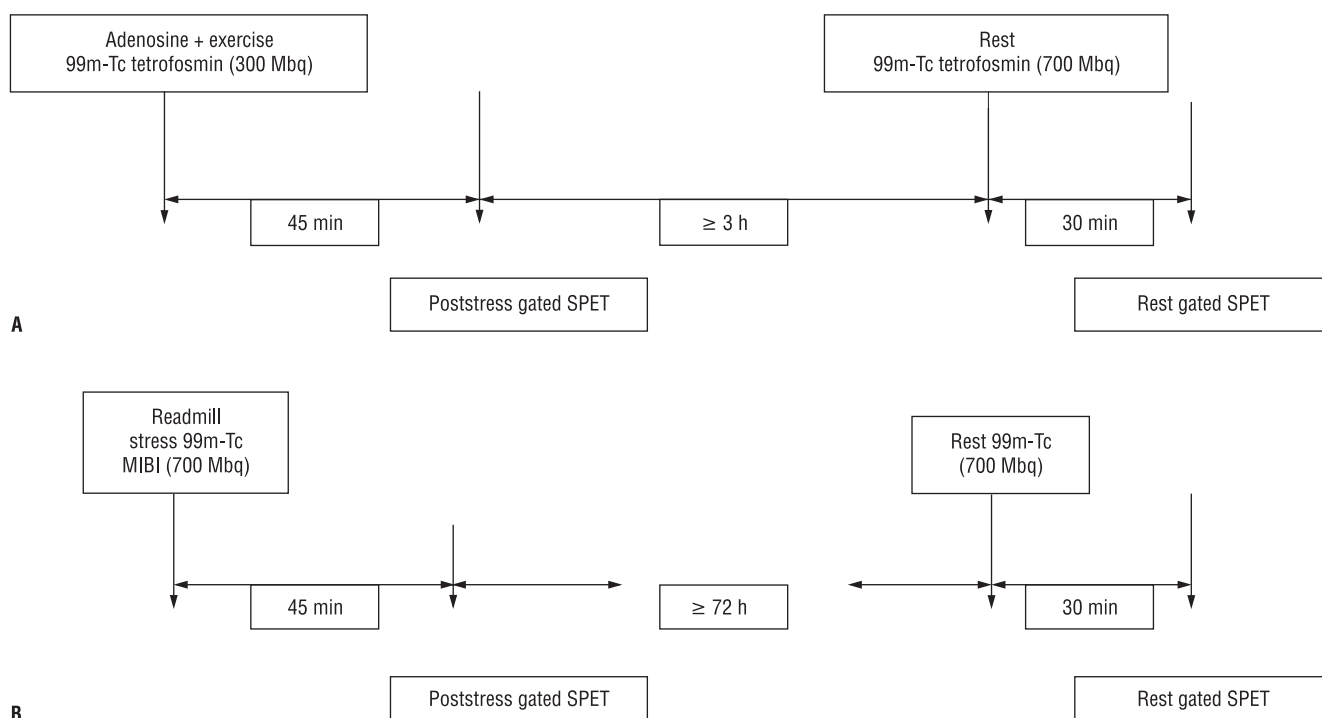 Adenosine + exercise
99m-Tc tetrofosmin (300 Mbq)
Rest
99m-Tc tetrofosmin (700 Mbq)
45 min
≥ 3 h
30 min
Poststress gated SPET
Rest gated SPET
A
Readmill
stress 99m-Tc
MIBI (700 Mbq)
Rest 99m-Tc
(700 Mbq)
45 min
≥ 72 h
30 min
Poststress gated SPET
Rest gated SPET
B